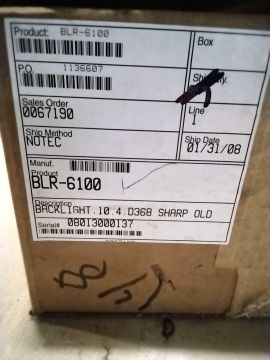 Product: BLR-6100
Box
P.O. 1136607
Ship Qty.
Sales Order
0067190
Line
1
Ship Method
NOTEC
Ship Date
01/31/08
Manuf.
Product
BLR-6100
Description
BACKLIGHT.10.4.D368 SHARP OLD
Serial# 08013000137